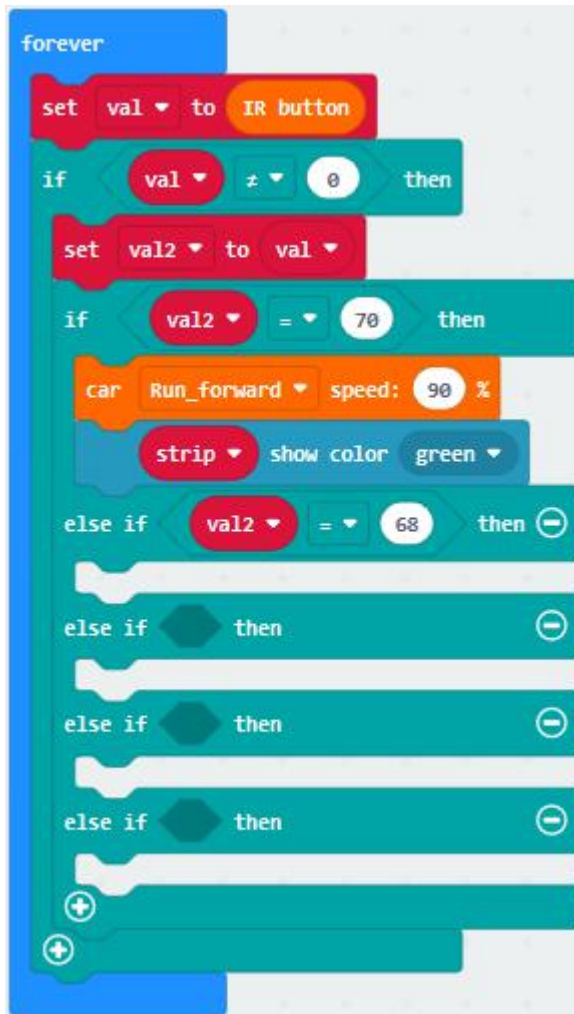 forever
set val to IR button
if val ≠ 0 then
set val2 to val
if val2 = 70 then
car Run_forward speed: 90 %
strip show color green
else if val2 = 68 then
else if then
else if then
else if then